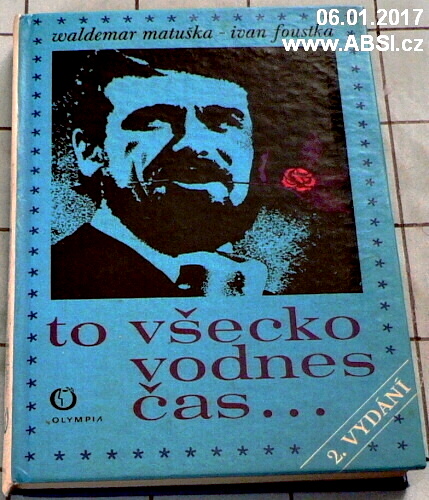 06.01.2017
www.ABSI.cz
waldemar matuška - ivan foustka
to všecko
vodnes
čas...
OLYMPIA
2. VYDÁNÍ